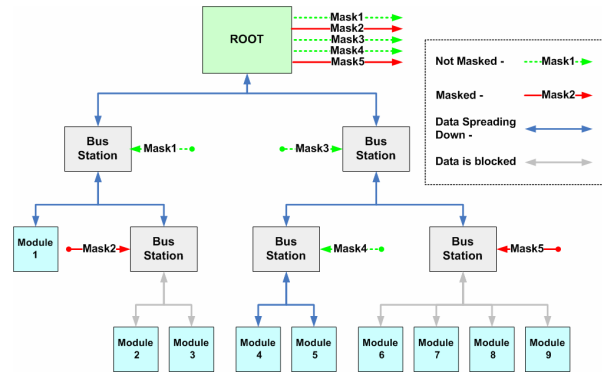 ROOT
Mask1
Mask2
Mask3
Mask4
Mask5
Not Masked -
Mask1
Masked -
Mask2
Data Spreading
Down -
Data is blocked
Bus
Station
Mask1
Mask3
Bus
Station
Module
1
Mask2
Bus
Station
Bus
Station
Mask4
Bus
Station
Mask5
Module
2
Module
3
Module
4
Module
5
Module
6
Module
7
Module
8
Module
9